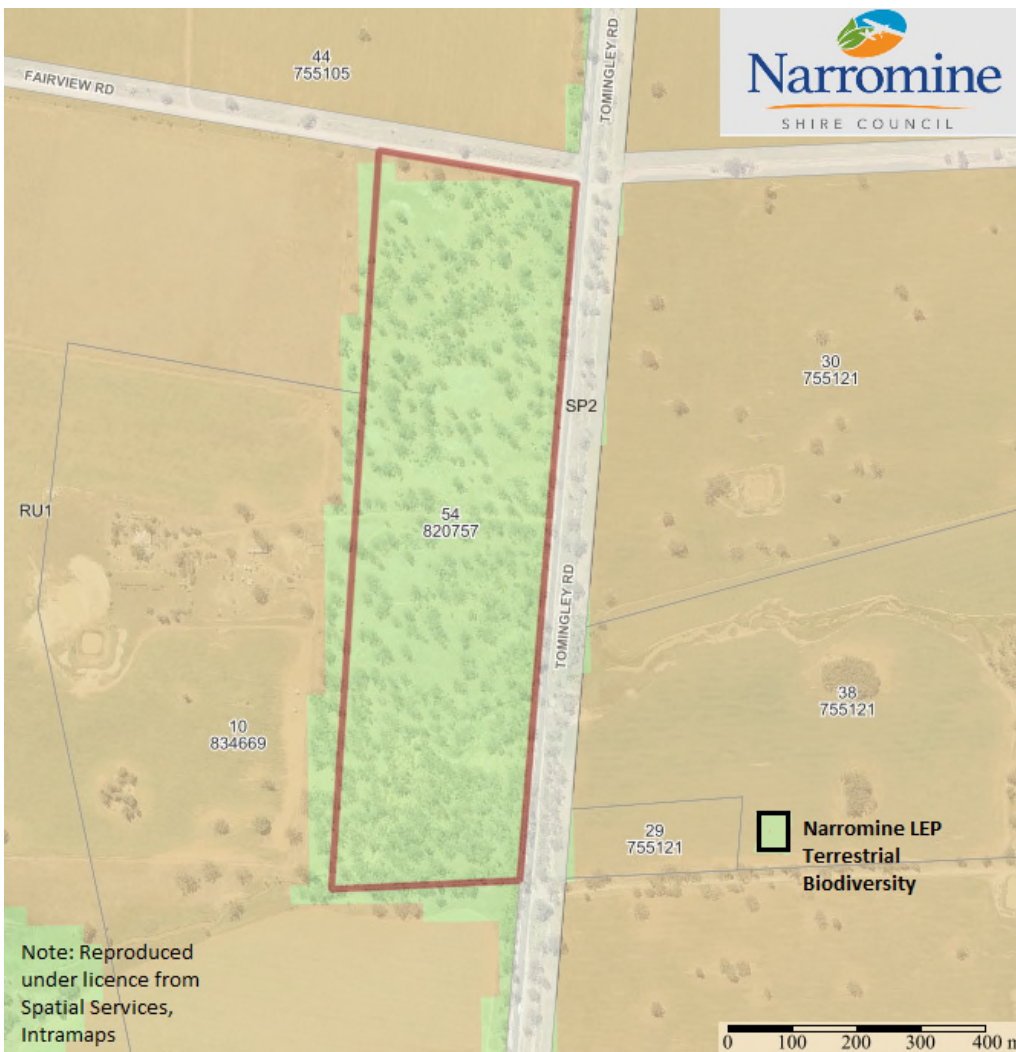 44
755105
FAIRVIEW RD
TOMINGLEY RD
Narromine
SHIRE COUNCIL
30
755121
SP2
RU1
54
820757
TOMINGLEY RD
38
755121
10
834669
29
755121
Narromine LEP
Terrestrial
Biodiversity
Note: Reproduced
under licence from
Spatial Services,
Intramaps
0 100 200 300 400 m